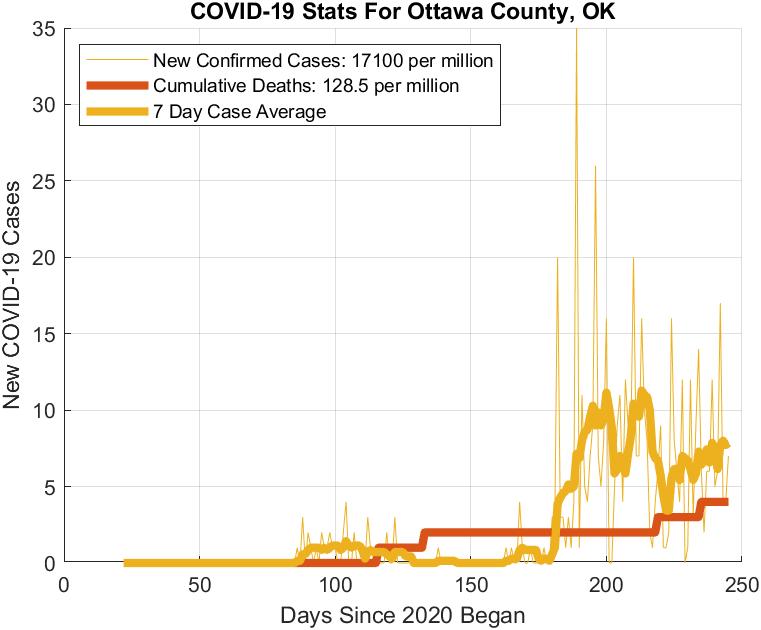 COVID-19 Stats For Ottawa County, OK
New Confirmed Cases: 17100 per million
Cumulative Deaths: 128.5 per million
7 Day Case Average
New COVID-19 Cases
35
30
25
20
15
10
5
0
0 50 100 150 200 250
Days Since 2020 Began